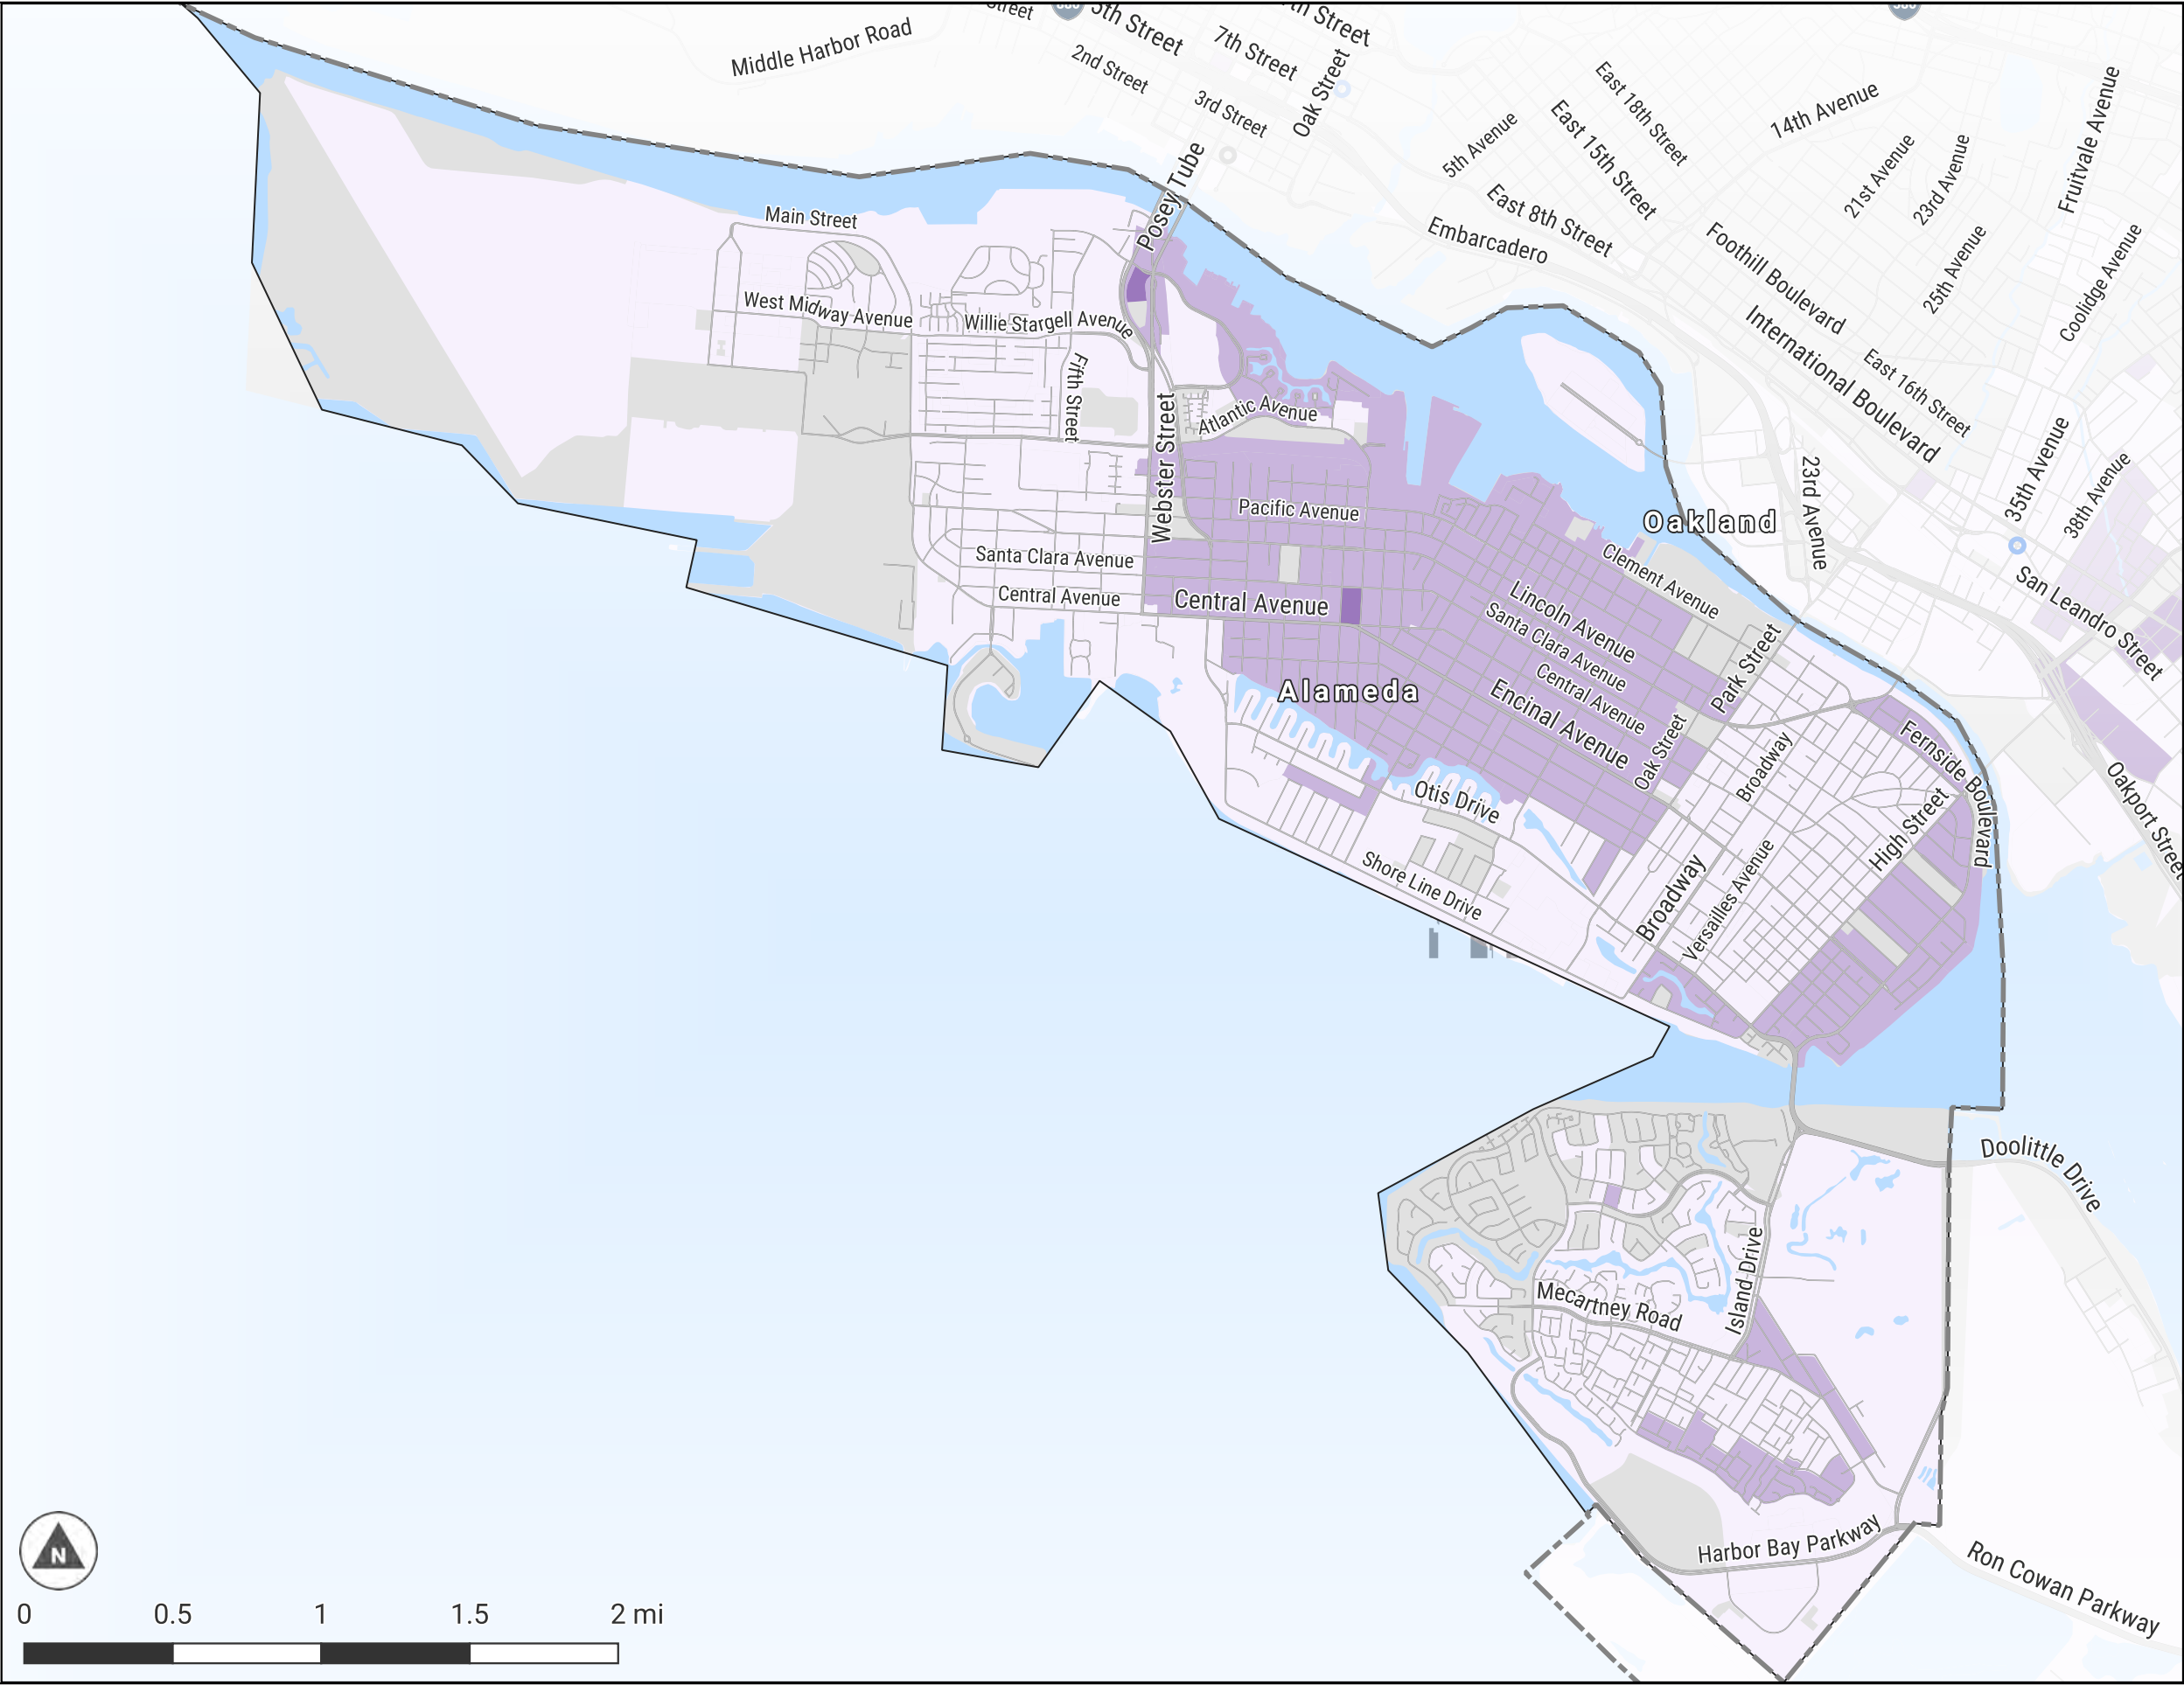 Street
5th Street
7th Street
2nd Street
3rd Street
Oak Street
Middle Harbor Road
Posey Tube
East 18th Street
East 15th Street
14th Avenue
5th Avenue
21st Avenue
23rd Avenue
Fruitvale Avenue
East 8th Street
Embarcadero
Foothill Boulevard
25th Avenue
Coolidge Avenue
International Boulevard
East 16th Street
Main Street
West Midway Avenue
Willie Stargell Avenue
Fifth Street
Webster Street
Atlantic Avenue
Pacific Avenue
Oakland
23rd Avenue
35th Avenue
38th Avenue
San Leandro Street
Santa Clara Avenue
Central Avenue
Central Avenue
Clement Avenue
Lincoln Avenue
Santa Clara Avenue
Central Avenue
Encinal Avenue
Park Street
Oak Street
Alameda
Broadway
Fernside Boulevard
High Street
Oakport Street
Otis Drive
Shore Line Drive
Broadway
Versailles Avenue
Doolittle Drive
Island Drive
Mecartney Road
Harbor Bay Parkway
Ron Cowan Parkway
N
0 0.5 1 1.5 2 mi